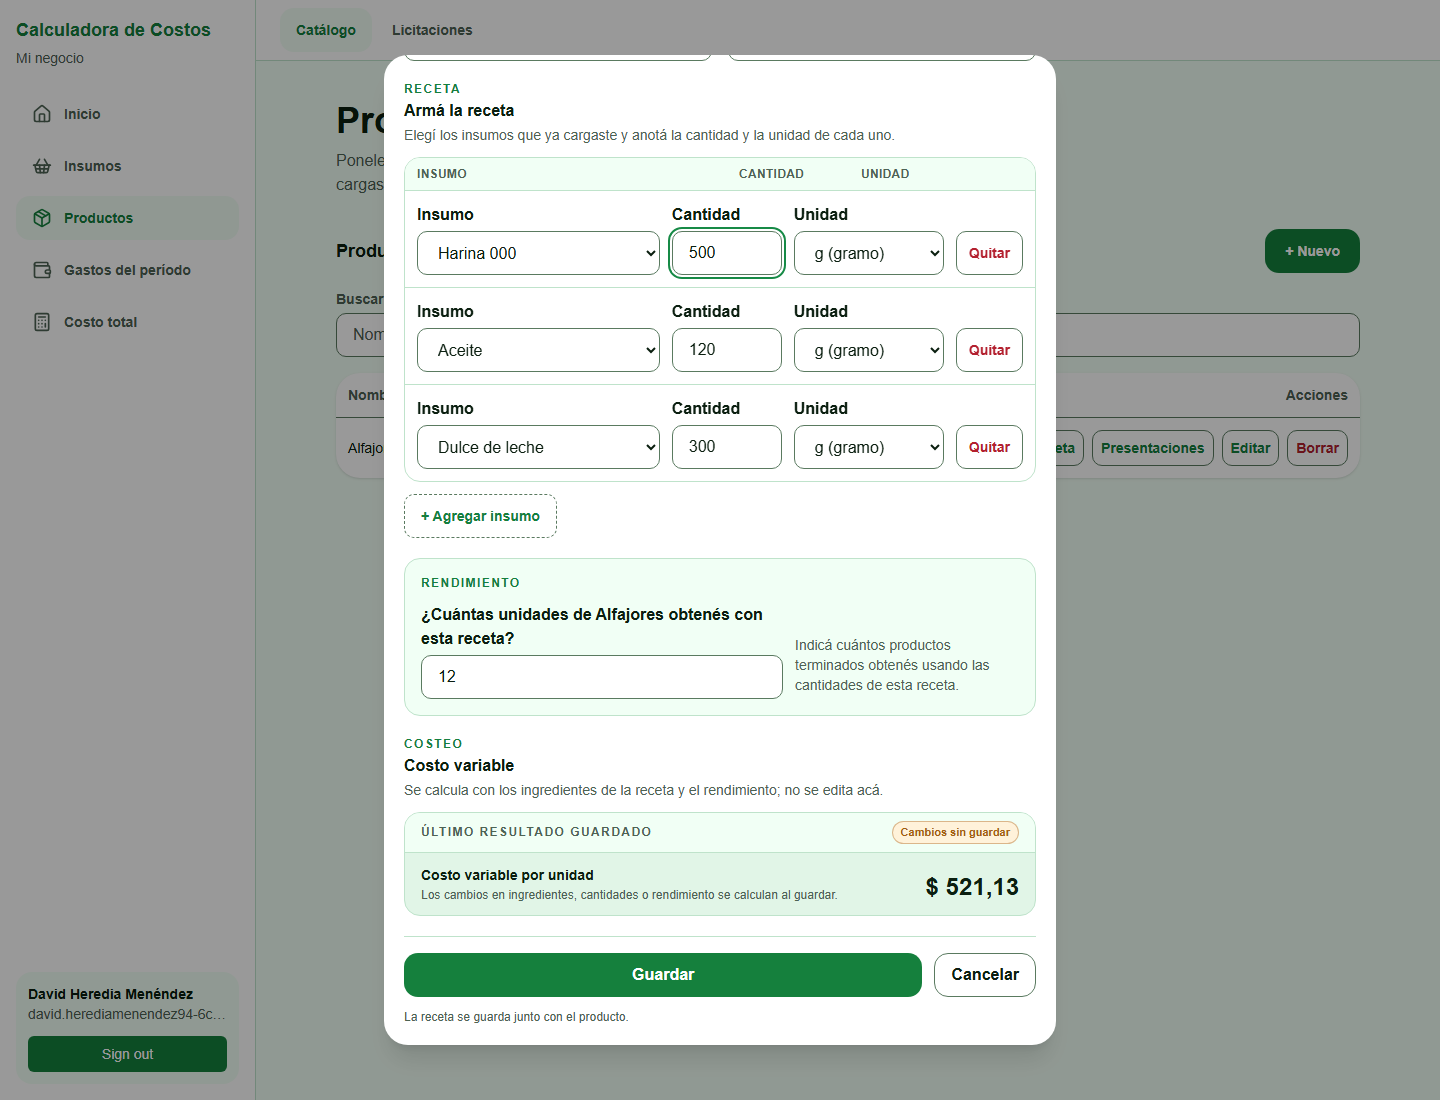 Calculadora de Costos
Mi negocio
Inicio
Insumos
Productos
Gastos del período
Costo total
David Heredia Menéndez
david.herediamenendez94-6c...
Sign out
Catálogo
Licitaciones
Pro
Ponele
cargas
Produ
+ Nuevo
Buscar
Nom
Nomb
Acciones
Alfajo
eta
Presentaciones
Editar
Borrar
RECETA
Armá la receta
Elegí los insumos que ya cargaste y anotá la cantidad y la unidad de cada uno.
INSUMO CANTIDAD UNIDAD
Insumo Cantidad Unidad
Harina 000 500 g (gramo) Quitar
Insumo Cantidad Unidad
Aceite 120 g (gramo) Quitar
Insumo Cantidad Unidad
Dulce de leche 300 g (gramo) Quitar
+ Agregar insumo
RENDIMIENTO
¿Cuántas unidades de Alfajores obtenés con
esta receta?
12
Indicá cuántos productos
terminados obtenés usando las
cantidades de esta receta.
COSTEO
Costo variable
Se calcula con los ingredientes de la receta y el rendimiento; no se edita acá.
ÚLTIMO RESULTADO GUARDADO Cambios sin guardar
Costo variable por unidad
Los cambios en ingredientes, cantidades o rendimiento se calculan al guardar.
$ 521,13
Guardar Cancelar
La receta se guarda junto con el producto.